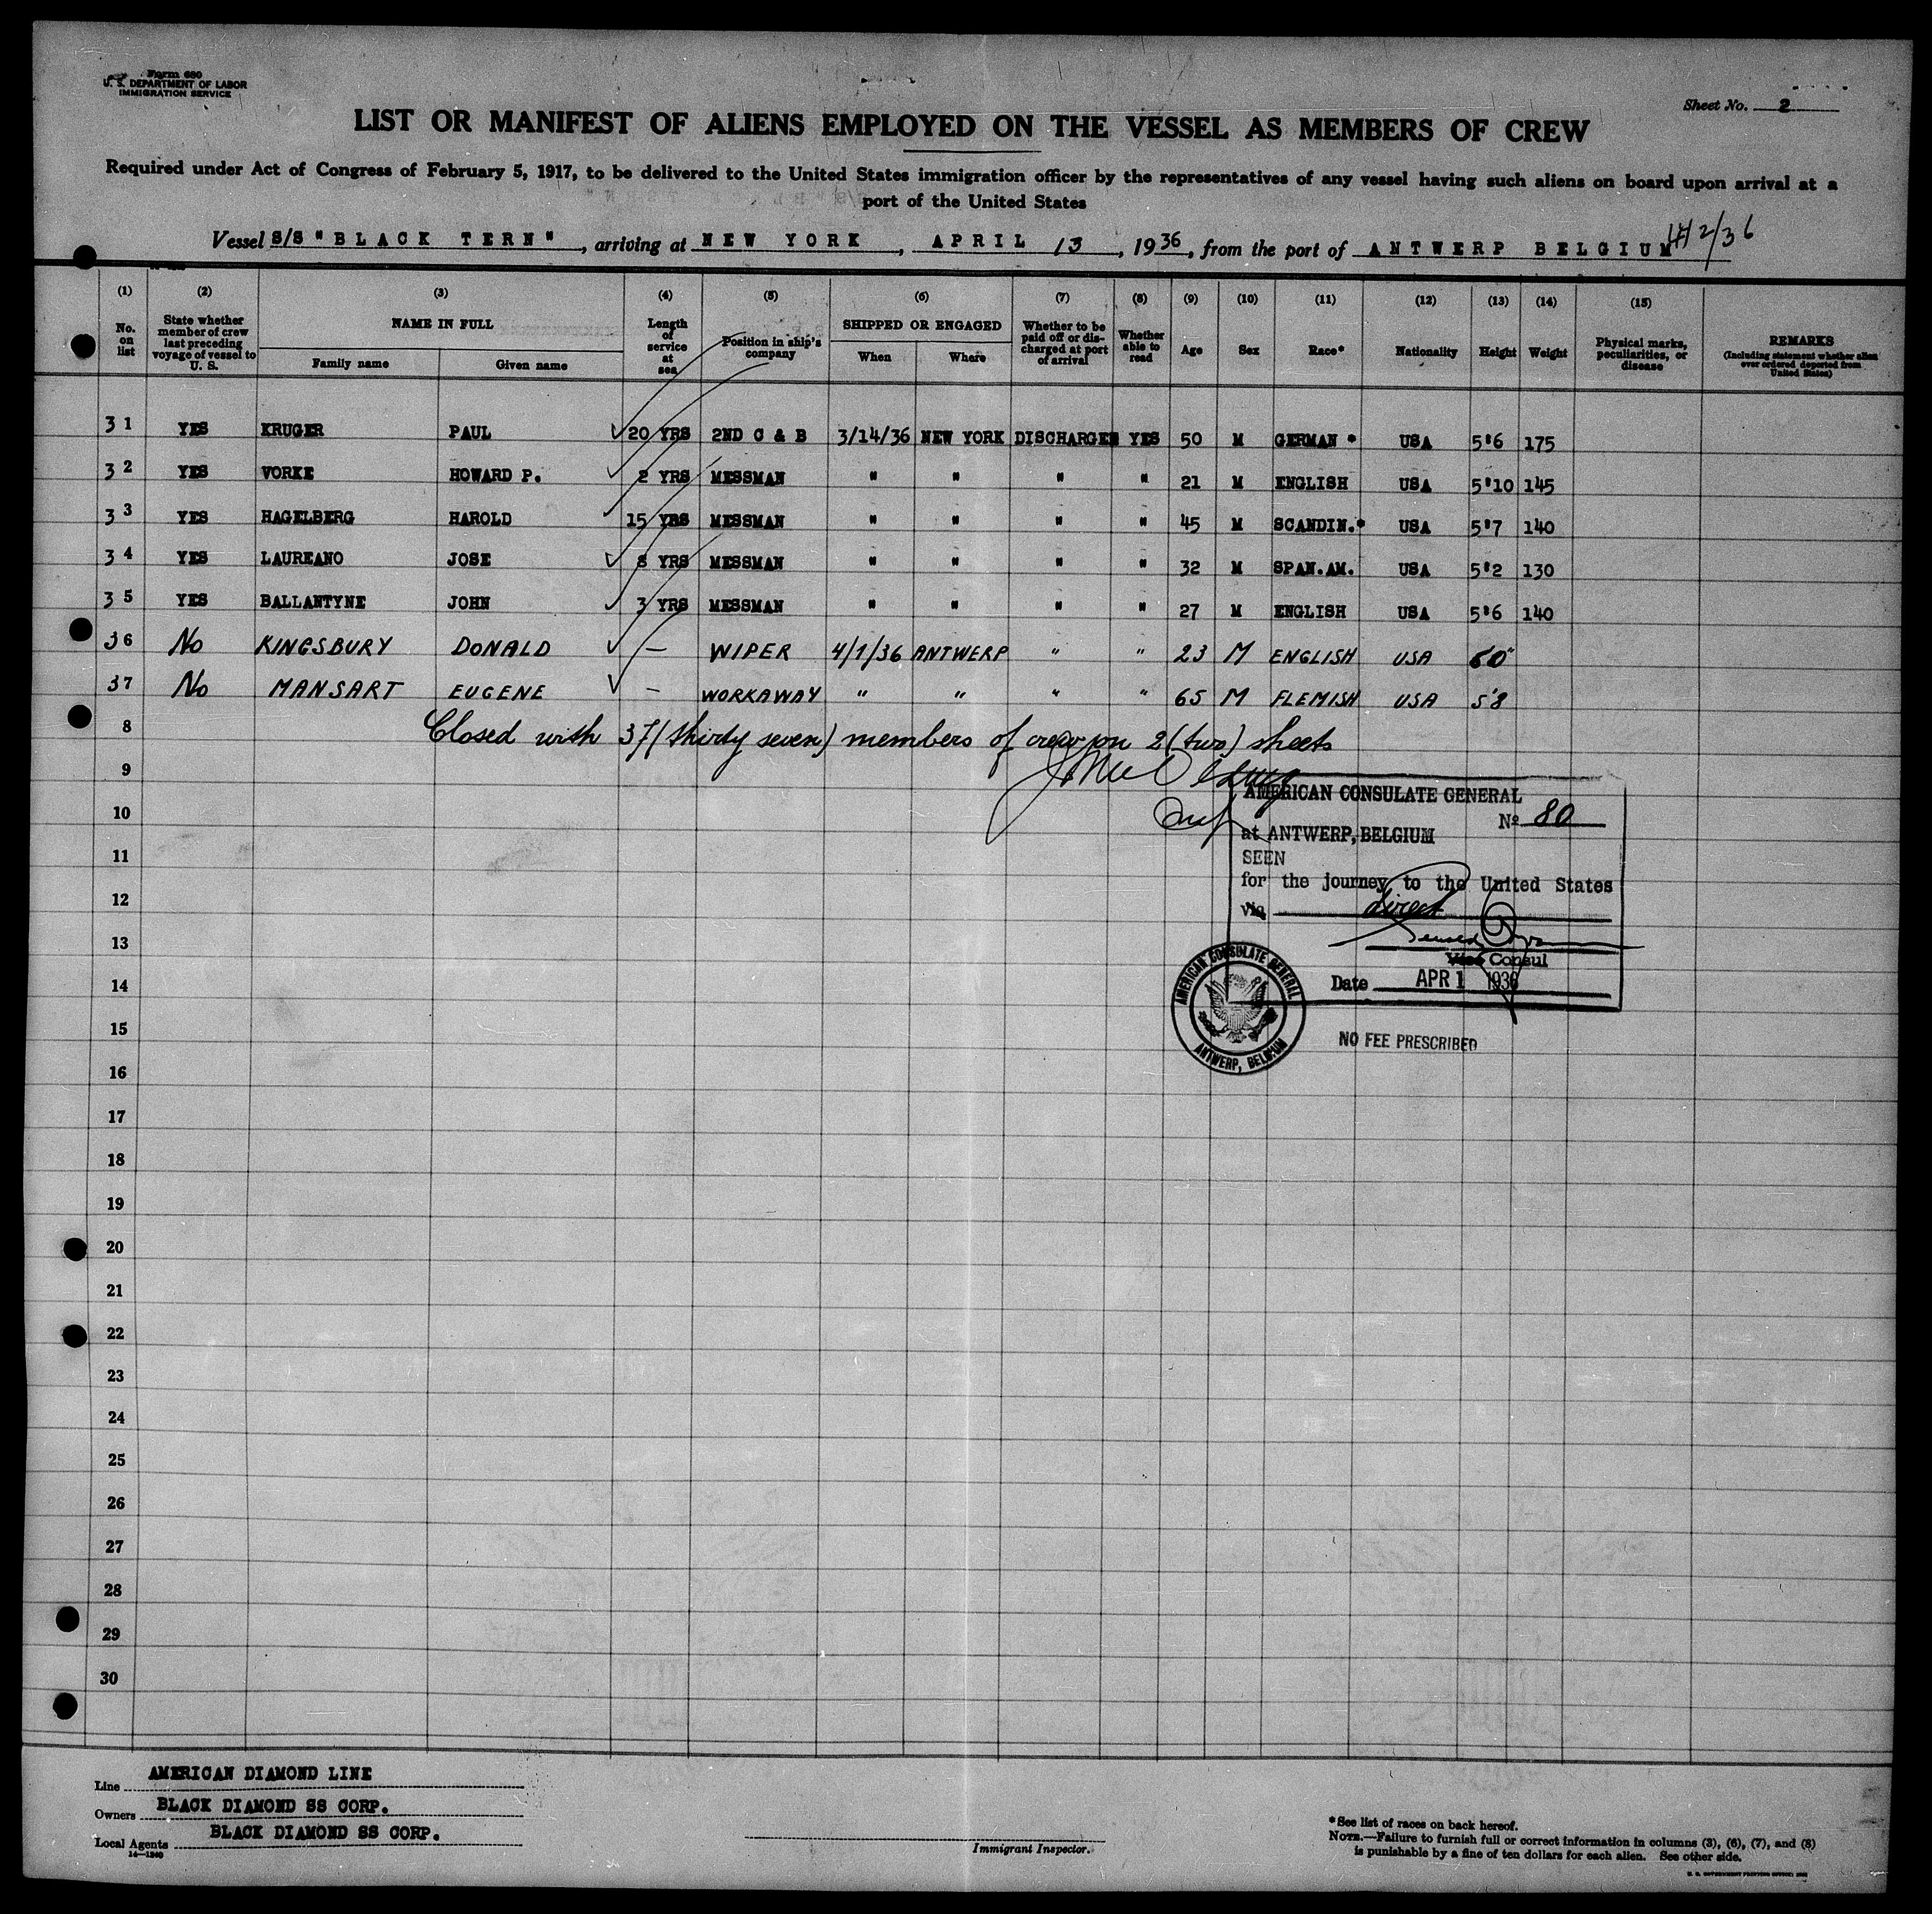 Form 680
U. S. DEPARTMENT OF LABOR
IMMIGRATION SERVICE
Sheet No. 2
LIST OR MANIFEST OF ALIENS EMPLOYED ON THE VESSEL AS MEMBERS OF CREW
Required under Act of Congress of February 5, 1917, to be delivered to the United States immigration officer by the representatives of any vessel having such aliens on board upon arrival at a
port of the United States
Vessel S/S "BLACK TERN", arriving at NEW YORK, APRIL 13, 1936, from the port of ANTWERP BELGIUM
(1) (2) (3) (4) (5) (6) (7) (8) (9) (10) (11) (12) (13) (14) (15)
No. on list
State whether member of crew last preceding voyage of vessel to U. S.
NAME IN FULL
Family name
Given name
Length of service at sea
Position in ship's company
SHIPPED OR ENGAGED
When
Where
Whether to be paid off or discharged at port of arrival
Whether able to read
Age
Sex
Race*
Nationality
Height
Weight
Physical marks, peculiarities, or disease
REMARKS
(Including statement whether alien ever ordered deported from United States)
31 YES KRUGER PAUL 20 YRS 2ND C & B 3/14/36 NEW YORK DISCHARGED YES 50 M GERMAN * USA 5'6 175
32 YES VORKE HOWARD P. 2 YRS MESSMAN " " " " 21 M ENGLISH USA 5'10 145
33 YES HAGELBERG HAROLD 15 YRS MESSMAN " " " " 45 M SCANDIN.* USA 5'7 140
34 YES LAUREANO JOSE 8 YRS MESSMAN " " " " 32 M SPAN.AM. USA 5'2 130
35 YES BALLANTYNE JOHN 3 YRS MESSMAN " " " " 27 M ENGLISH USA 5'6 140
36 No KINGSBURY DONALD — WIPER 4/1/36 ANTWERP " " 23 M ENGLISH USA
37 No MANSART EUGENE - WORKAWAY " " " " 65 M FLEMISH USA 5'8
8 Closed with 37 (thirty seven) members of crew on 2 (two) sheets
9
10
11
12
13
14
15
16
17
18
19
20
21
22
23
24
25
26
27
28
29
30
AMERICAN CONSULATE GENERAL
No 80
at ANTWERP, BELGIUM
SEEN
for the journey to the United States
via direct
Vice Consul
Date APR 1 1936
AMERICAN CONSULATE GENERAL
ANTWERP, BELGIUM
NO FEE PRESCRIBED
Line AMERICAN DIAMOND LINE
Owners BLACK DIAMOND SS CORP.
Local Agents BLACK DIAMOND SS CORP.
14—1240
Immigrant Inspector.
*See list of races on back hereof.
NOTE.—Failure to furnish full or correct information in columns (3), (6), (7), and (8)
is punishable by a fine of ten dollars for each alien. See other side.